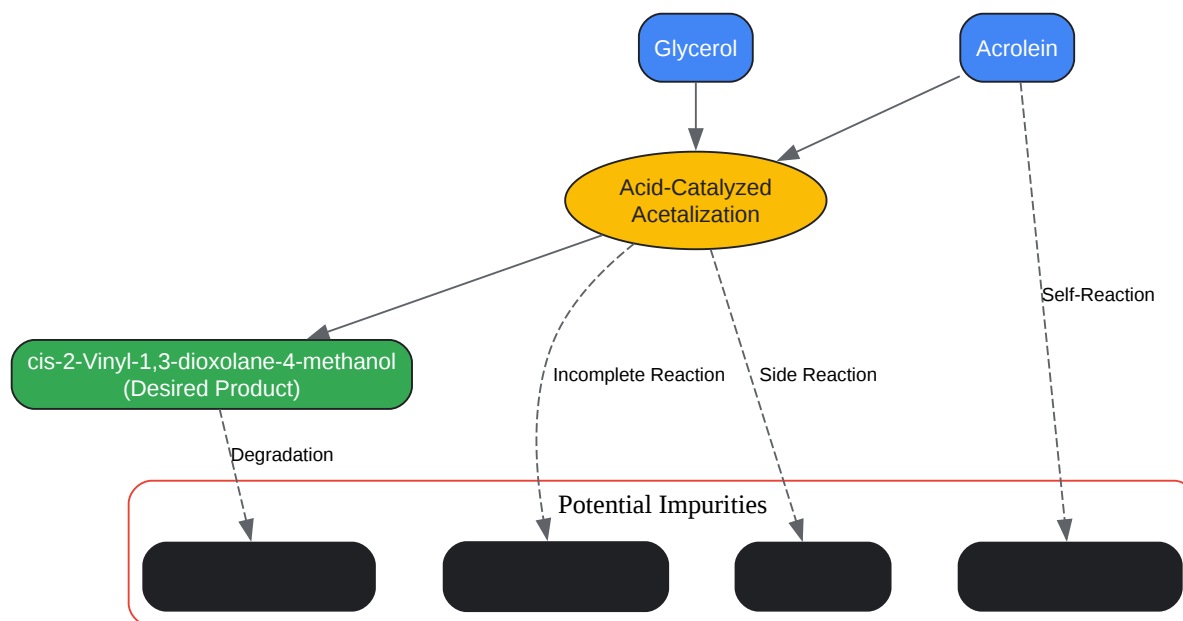 Glycerol
Acrolein
Acid-Catalyzed
Acetalization
Self-Reaction
cis-2-Vinyl-1,3-dioxolane-4-methanol
(Desired Product)
Incomplete Reaction
Side Reaction
Degradation
Potential Impurities